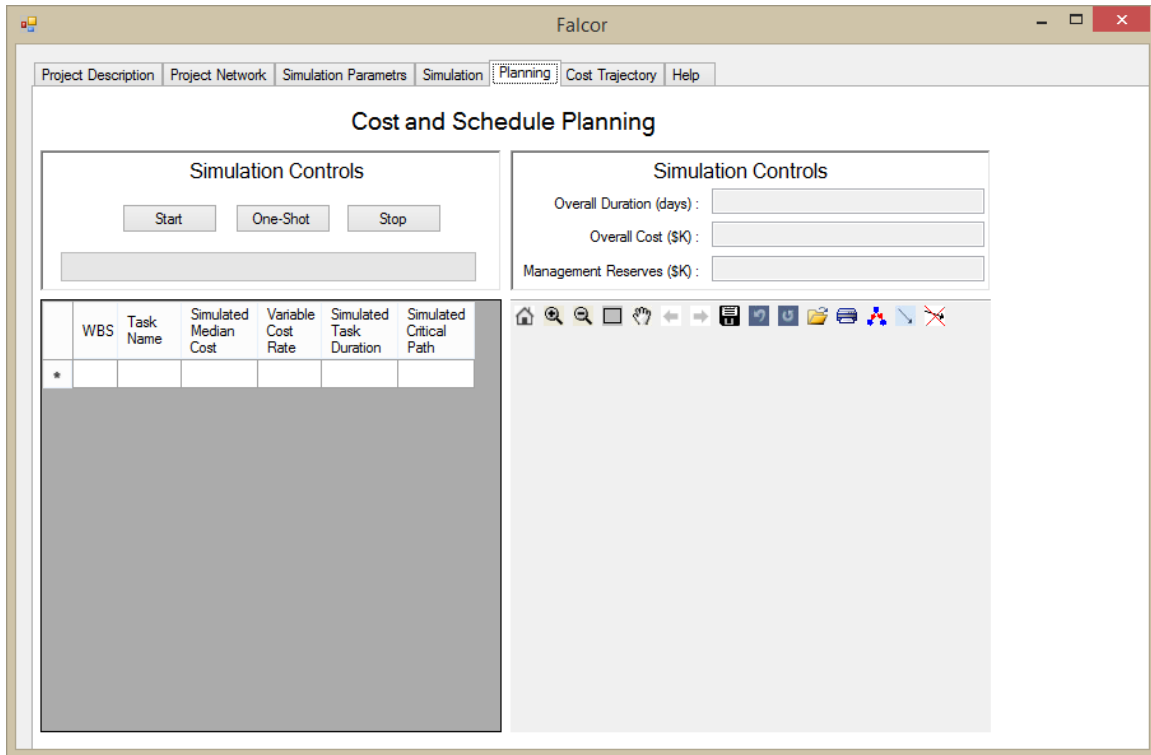 Falcor
Project Description Project Network Simulation Parametrs Simulation Planning Cost Trajectory Help
Cost and Schedule Planning
Simulation Controls
Start One-Shot Stop
Simulation Controls
Overall Duration (days) :
Overall Cost ($K) :
Management Reserves ($K) :
WBS
Task
Name
Simulated
Median
Cost
Variable
Cost
Rate
Simulated
Task
Duration
Simulated
Critical
Path
*